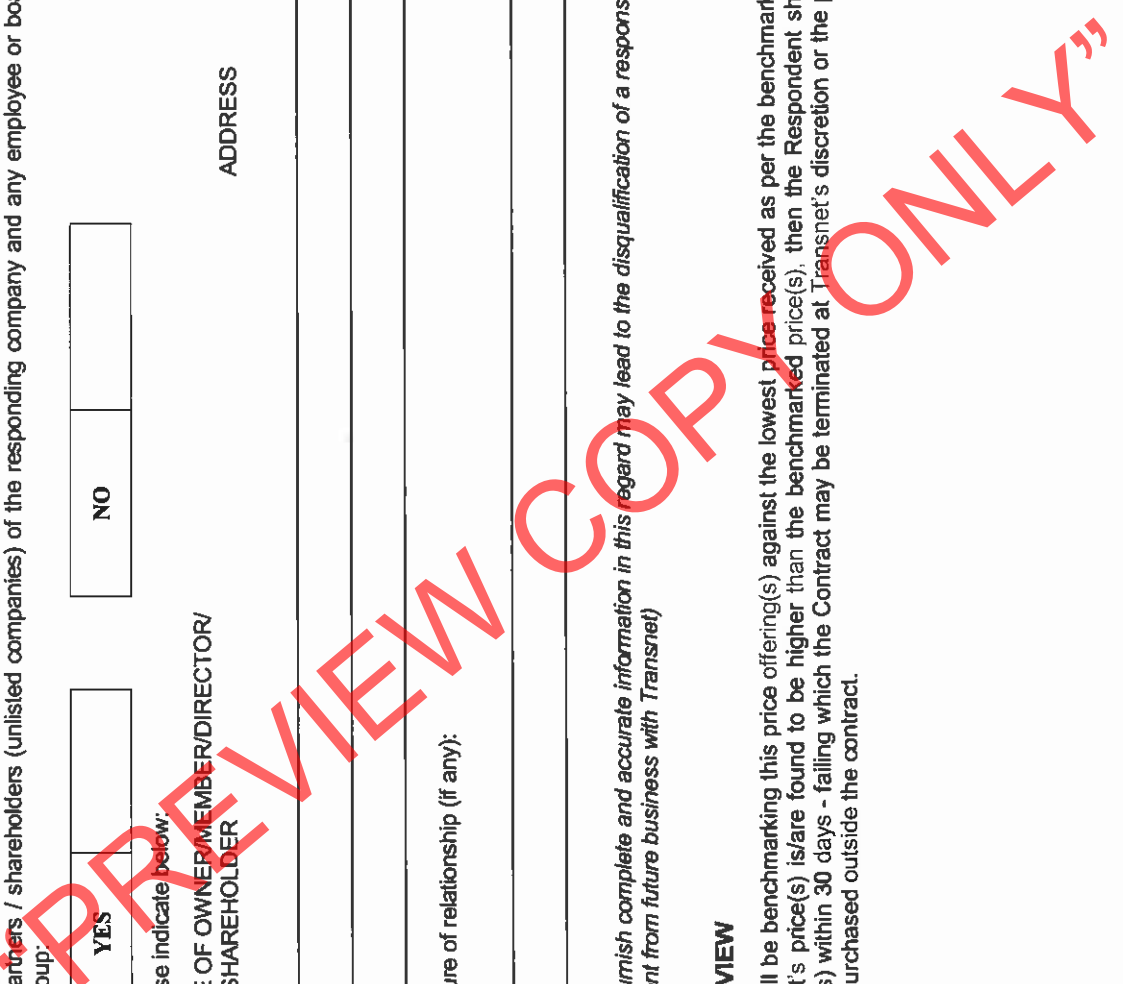 artners / shareholders (unlisted companies) of the responding company and any employee or boa
oup:
YES NO
se indicate below:
E OF OWNER/MEMBER/DIRECTOR/ ADDRESS
SHAREHOLDER
ure of relationship (if any):
rnish complete and accurate information in this regard may lead to the disqualification of a respons
nt from future business with Transnet)
VIEW
ll be benchmarking this price offering(s) against the lowest price received as per the benchmark
t's price(s) is/are found to be higher than the benchmarked price(s), then the Respondent sh
s) within 30 days - failing which the Contract may be terminated at Transnet's discretion or the p
urchased outside the contract.
“PREVIEW COPY ONLY”